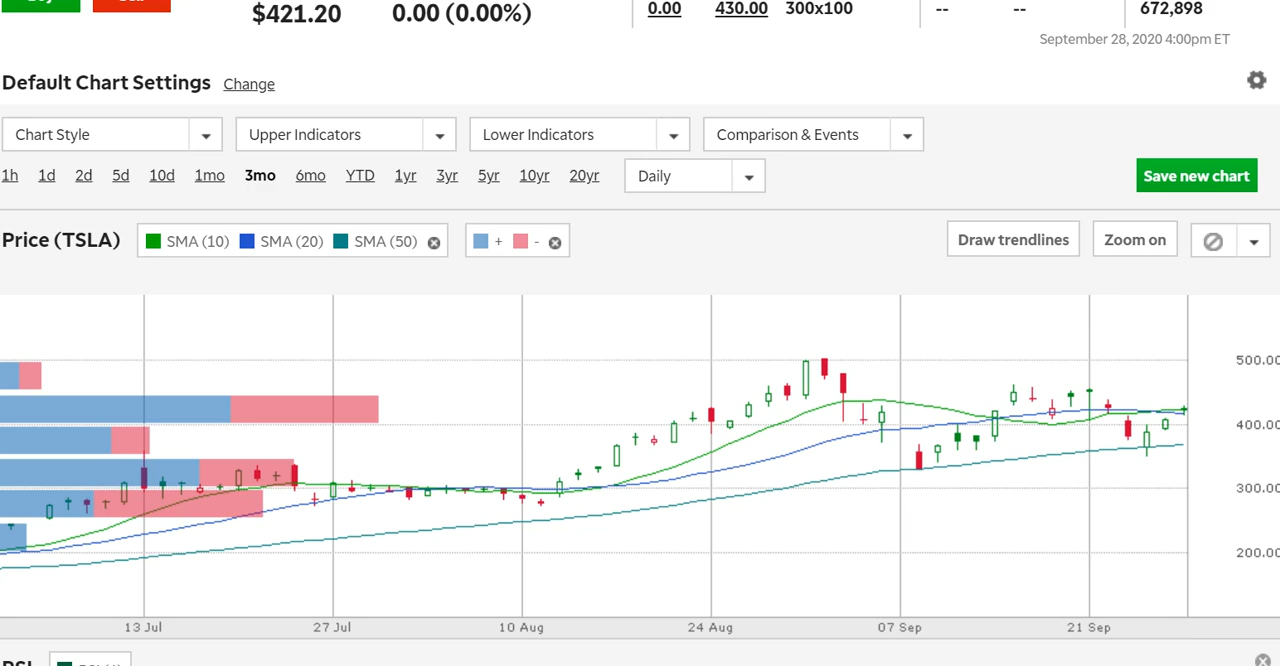 $421.20 0.00 (0.00%) 0.00 430.00 300x100 -- -- 672,898
September 28, 2020 4:00pm ET
Default Chart Settings Change
Chart Style Upper Indicators Lower Indicators Comparison & Events
1h 1d 2d 5d 10d 1mo 3mo 6mo YTD 1yr 3yr 5yr 10yr 20yr Daily Save new chart
Price (TSLA) SMA (10) SMA (20) SMA (50) + - Draw trendlines Zoom on
500.00
400.00
300.00
200.00
13 Jul 27 Jul 10 Aug 24 Aug 07 Sep 21 Sep